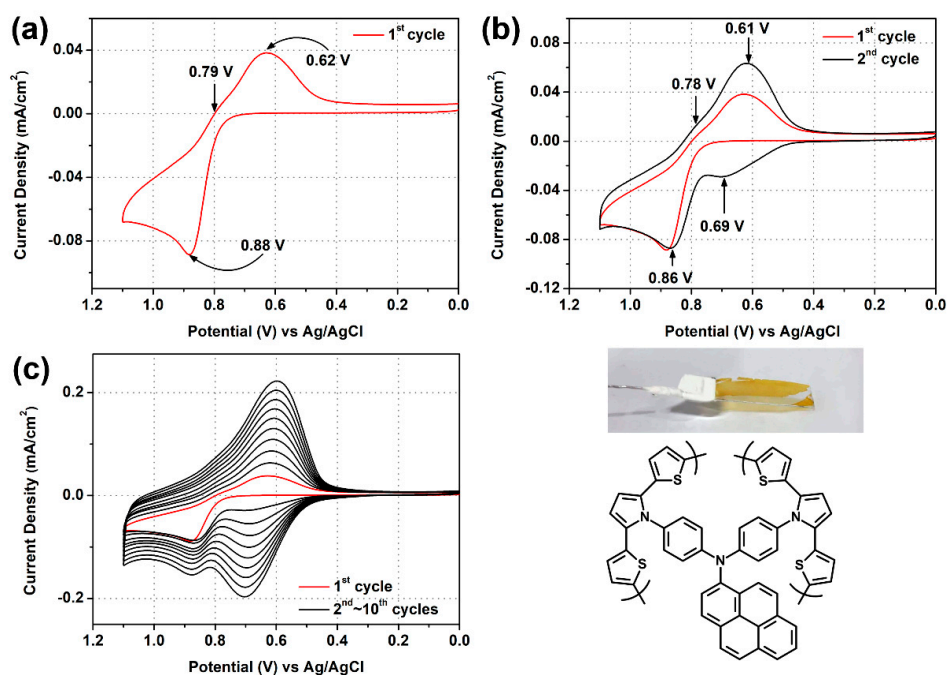 (a)
1st cycle
0.79 V
0.62 V
0.88 V
0.04
0.00
-0.04
-0.08
1.2 1.0 0.8 0.6 0.4 0.2 0.0
Current Density (mA/cm2)
Potential (V) vs Ag/AgCl
(b)
1st cycle
2nd cycle
0.61 V
0.78 V
0.69 V
0.86 V
0.08
0.04
0.00
-0.04
-0.08
-0.12
1.2 1.0 0.8 0.6 0.4 0.2 0.0
Current Density (mA/cm2)
Potential (V) vs Ag/AgCl
(c)
0.2
0.0
-0.2
1st cycle
2nd~10th cycles
1.2 1.0 0.8 0.6 0.4 0.2 0.0
Current Density (mA/cm2)
Potential (V) vs Ag/AgCl
S S
N N
S S
N